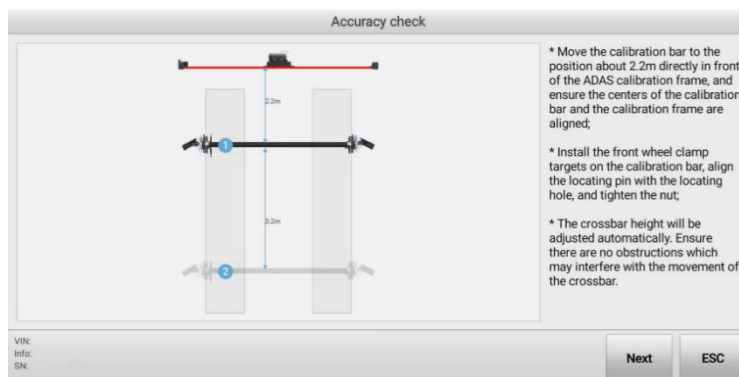 Accuracy check
* Move the calibration bar to the
position about 2.2m directly in front
of the ADAS calibration frame, and
ensure the centers of the calibration
bar and the calibration frame are
aligned;
* Install the front wheel clamp
targets on the calibration bar, align
the locating pin with the locating
hole, and tighten the nut;
* The crossbar height will be
adjusted automatically. Ensure
there are no obstructions which
may interfere with the movement of
the crossbar.
2.2m
1
3.2m
2
VIN:
Info:
SN:
Next
ESC